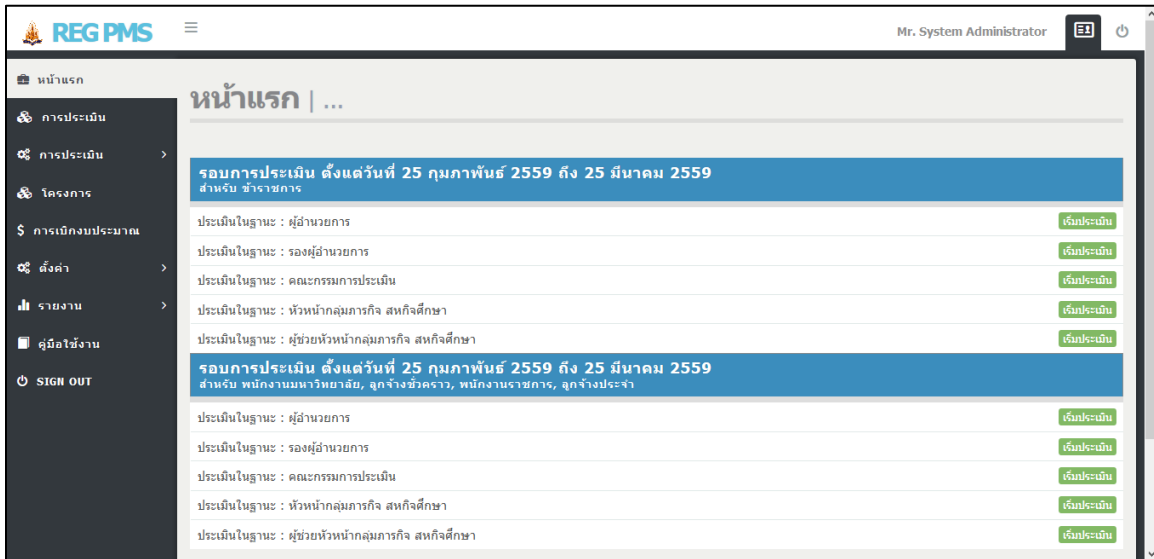 REG PMS
Mr. System Administrator
หน้าแรก
การประเมิน
การประเมิน
โครงการ
$ การเบิกงบประมาณ
ตั้งค่า
รายงาน
คู่มือใช้งาน
SIGN OUT
หน้าแรก | ...
รอบการประเมิน ตั้งแต่วันที่ 25 กุมภาพันธ์ 2559 ถึง 25 มีนาคม 2559
สำหรับ ข้าราชการ
ประเมินในฐานะ : ผู้อำนวยการ เริ่มประเมิน
ประเมินในฐานะ : รองผู้อำนวยการ เริ่มประเมิน
ประเมินในฐานะ : คณะกรรมการประเมิน เริ่มประเมิน
ประเมินในฐานะ : หัวหน้ากลุ่มภารกิจ สหกิจศึกษา เริ่มประเมิน
ประเมินในฐานะ : ผู้ช่วยหัวหน้ากลุ่มภารกิจ สหกิจศึกษา เริ่มประเมิน
รอบการประเมิน ตั้งแต่วันที่ 25 กุมภาพันธ์ 2559 ถึง 25 มีนาคม 2559
สำหรับ พนักงานมหาวิทยาลัย, ลูกจ้างชั่วคราว, พนักงานราชการ, ลูกจ้างประจำ
ประเมินในฐานะ : ผู้อำนวยการ เริ่มประเมิน
ประเมินในฐานะ : รองผู้อำนวยการ เริ่มประเมิน
ประเมินในฐานะ : คณะกรรมการประเมิน เริ่มประเมิน
ประเมินในฐานะ : หัวหน้ากลุ่มภารกิจ สหกิจศึกษา เริ่มประเมิน
ประเมินในฐานะ : ผู้ช่วยหัวหน้ากลุ่มภารกิจ สหกิจศึกษา เริ่มประเมิน